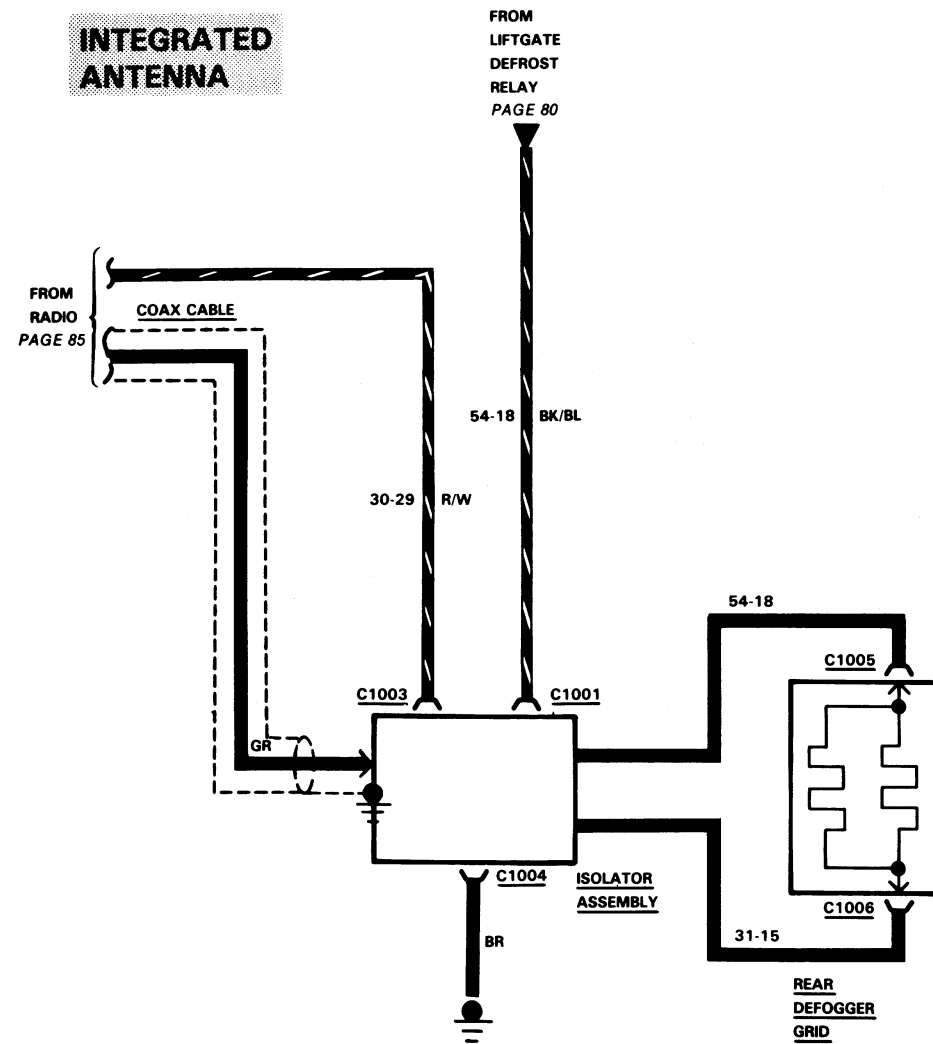 INTEGRATED
ANTENNA
FROM
LIFTGATE
DEFROST
RELAY
PAGE 80
FROM
RADIO
PAGE 85
COAX CABLE
54-18 BK/BL
30-29 R/W
54-18
C1005
C1003
C1001
GR
C1004
ISOLATOR
ASSEMBLY
C1006
BR
31-15
REAR
DEFOGGER
GRID